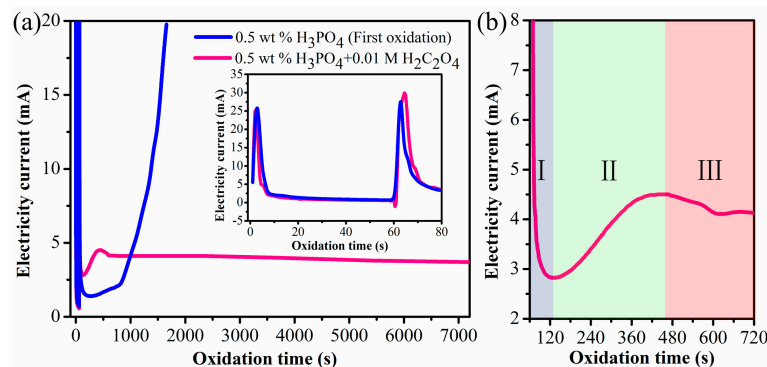 (a)
0.5 wt % H₃PO₄ (First oxidation)
0.5 wt % H₃PO₄+0.01 M H₂C₂O₄
Electricity current (mA)
20
15
10
5
0
0 1000 2000 3000 4000 5000 6000 7000
Oxidation time (s)
Electricity current (mA)
35
30
25
20
15
10
5
0
-5
0 20 40 60 80
Oxidation time (s)
(b)
Electricity current (mA)
8
7
6
5
4
3
2
I II III
120 240 360 480 600 720
Oxidation time (s)